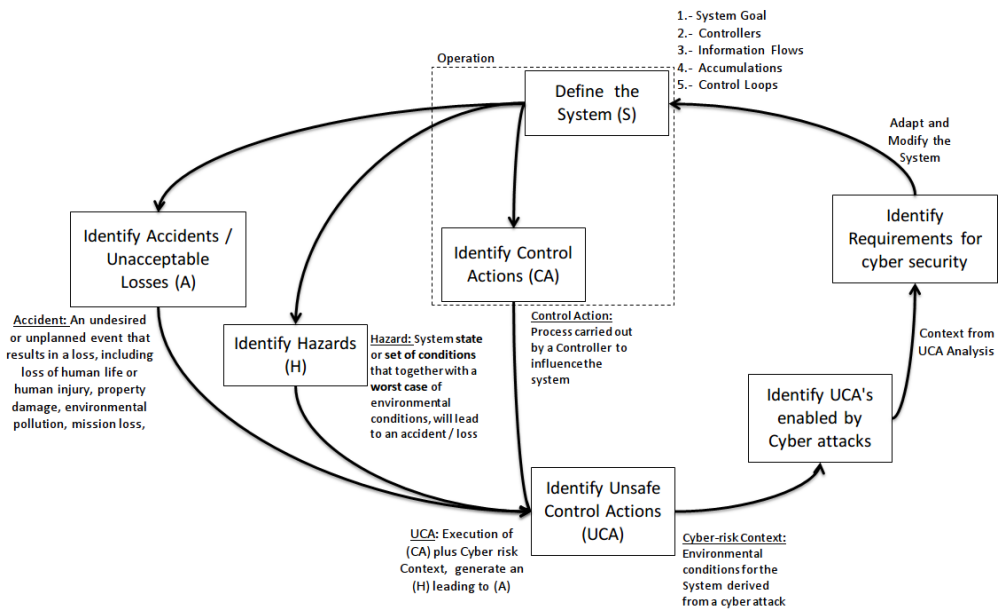 1.- System Goal
2.- Controllers
3.- Information Flows
4.- Accumulations
5.- Control Loops
Operation
Define the
System (S)
Adapt and
Modify the
System
Identify Accidents /
Unacceptable
Losses (A)
Identify Control
Actions (CA)
Identify
Requirements for
cyber security
Accident: An undesired
or unplanned event that
results in a loss, including
loss of human life or
human injury, property
damage, environmental
pollution, mission loss,
Identify Hazards
(H)
Hazard: System state
or set of conditions
that together with a
worst case of
environmental
conditions, will lead
to an accident / loss
Control Action:
Process carried out
by a Controller to
influence the
system
Context from
UCA Analysis
Identify UCA's
enabled by
Cyber attacks
Identify Unsafe
Control Actions
(UCA)
UCA: Execution of
(CA) plus Cyber risk
Context, generate an
(H) leading to (A)
Cyber-risk Context:
Environmental
conditions for the
System derived
from a cyber attack